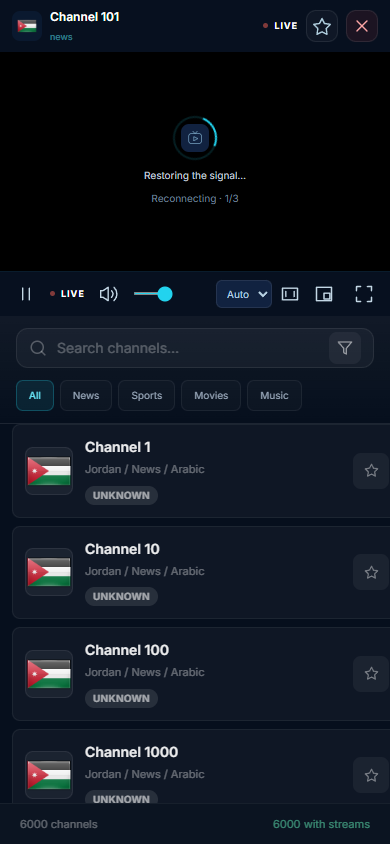 Channel 101
news
LIVE
Restoring the signal...
Reconnecting · 1/3
LIVE
Auto
Search channels...
All
News
Sports
Movies
Music
Channel 1
Jordan / News / Arabic
UNKNOWN
Channel 10
Jordan / News / Arabic
UNKNOWN
Channel 100
Jordan / News / Arabic
UNKNOWN
Channel 1000
Jordan / News / Arabic
UNKNOWN
6000 channels
6000 with streams